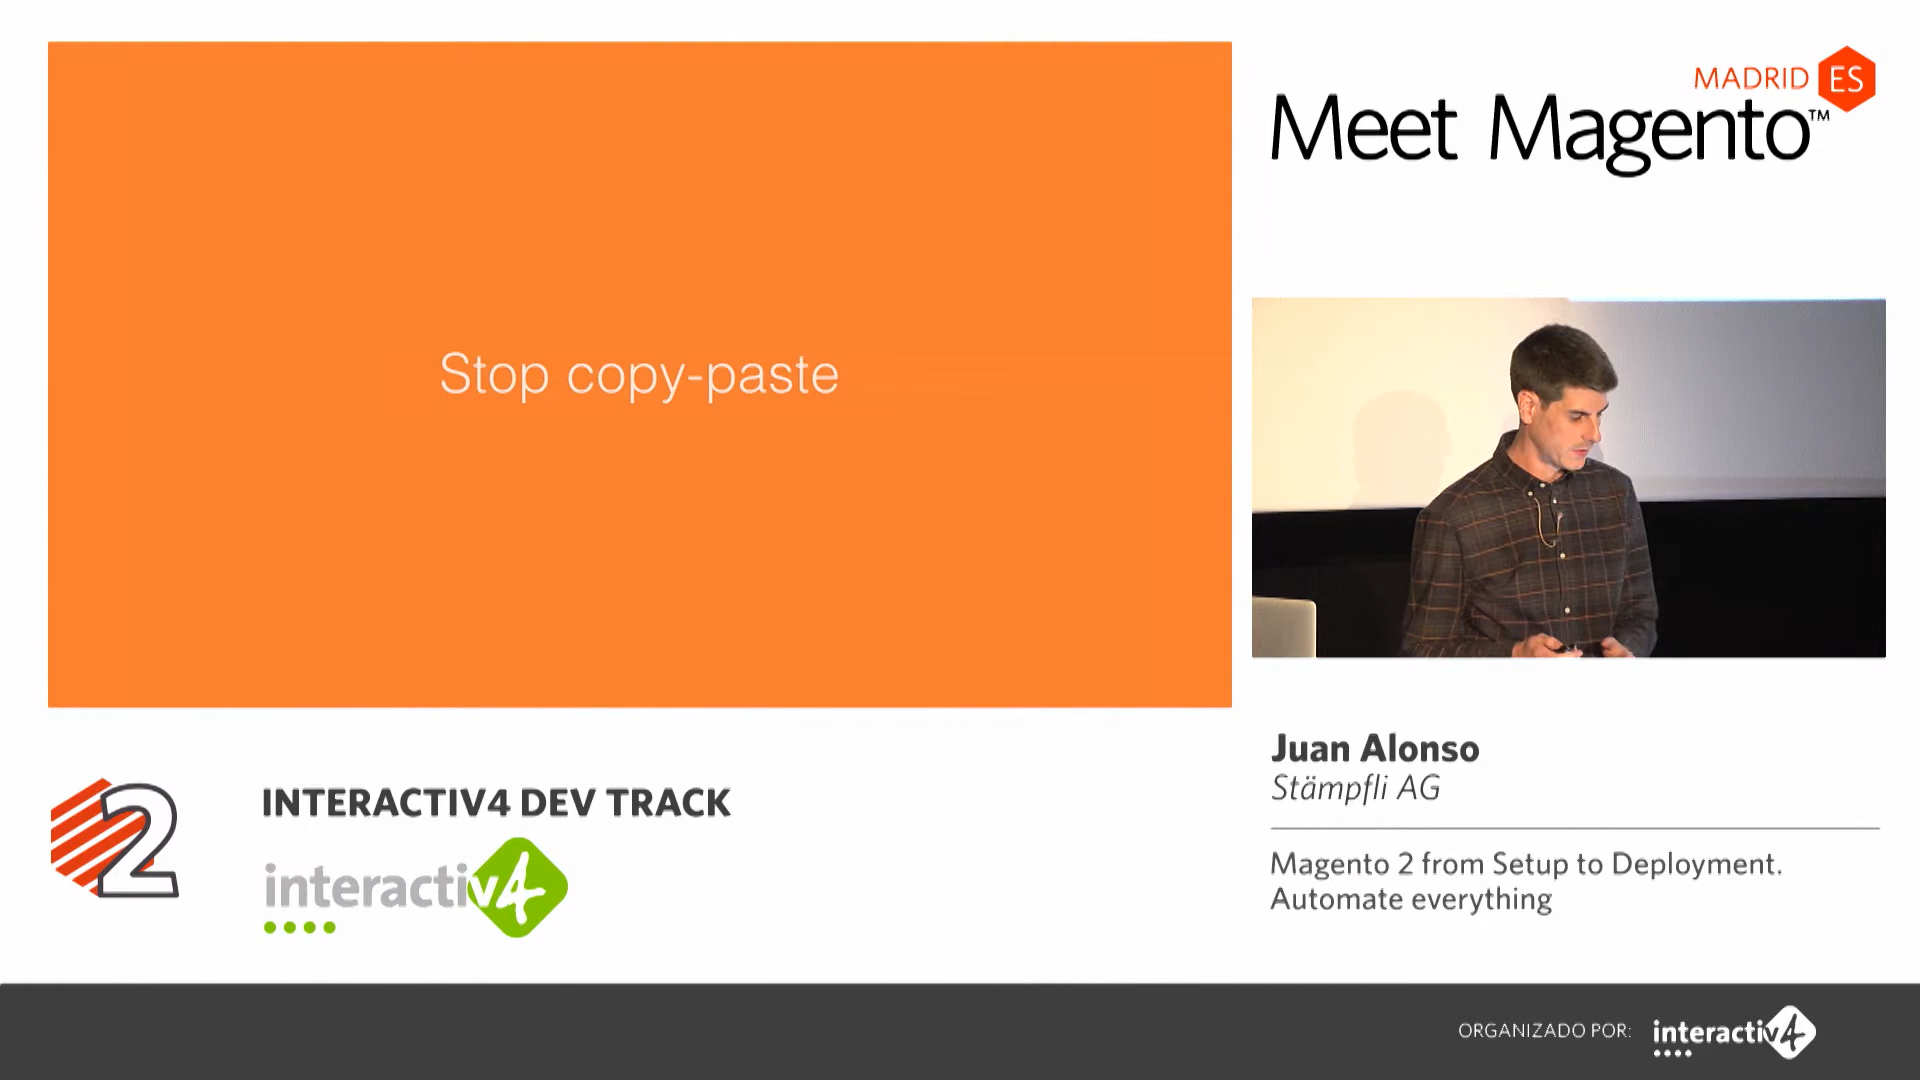 Stop copy-paste
MADRID ES
Meet Magento™
Juan Alonso
Stämpfli AG
Magento 2 from Setup to Deployment.
Automate everything
2
INTERACTIV4 DEV TRACK
interactiv4
ORGANIZADO POR: interactiv4